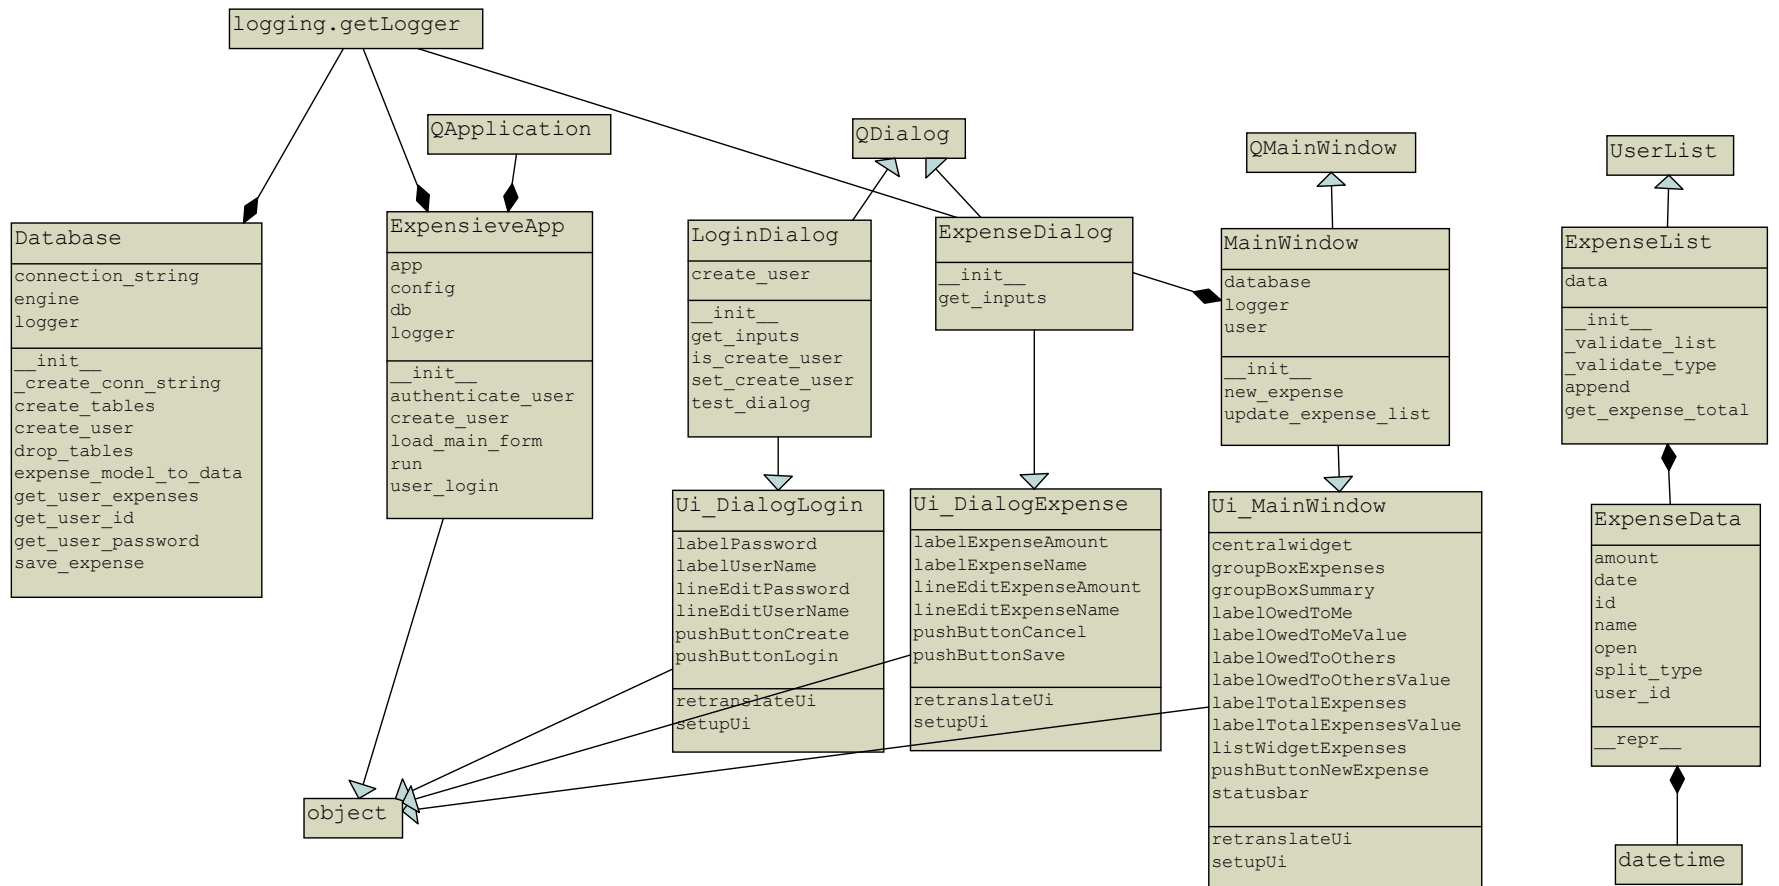 logging.getLogger
QApplication
QDialog
QMainWindow
UserList
Database
connection_string
engine
logger
__init__
_create_conn_string
create_tables
create_user
drop_tables
expense_model_to_data
get_user_expenses
get_user_id
get_user_password
save_expense
ExpensieveApp
app
config
db
logger
__init__
authenticate_user
create_user
load_main_form
run
user_login
LoginDialog
create_user
__init__
get_inputs
is_create_user
set_create_user
test_dialog
ExpenseDialog
__init__
get_inputs
MainWindow
database
logger
user
__init__
new_expense
update_expense_list
ExpenseList
data
__init__
_validate_list
_validate_type
append
get_expense_total
Ui_DialogLogin
labelPassword
labelUserName
lineEditPassword
lineEditUserName
pushButtonCreate
pushButtonLogin
retranslateUi
setupUi
Ui_DialogExpense
labelExpenseAmount
labelExpenseName
lineEditExpenseAmount
lineEditExpenseName
pushButtonCancel
pushButtonSave
retranslateUi
setupUi
Ui_MainWindow
centralwidget
groupBoxExpenses
groupBoxSummary
labelOwedToMe
labelOwedToMeValue
labelOwedToOthers
labelOwedToOthersValue
labelTotalExpenses
labelTotalExpensesValue
listWidgetExpenses
pushButtonNewExpense
statusbar
retranslateUi
setupUi
ExpenseData
amount
date
id
name
open
split_type
user_id
__repr__
object
datetime